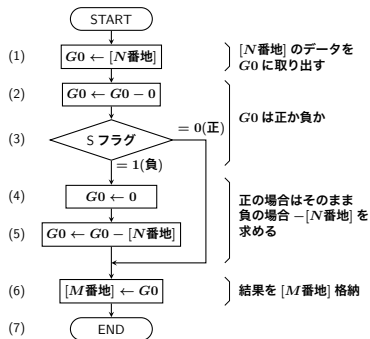 START
(1) G0 ← [N番地]
[N番地] のデータを
G0 に取り出す
(2) G0 ← G0 − 0
G0 は正か負か
(3) S フラグ
= 0(正)
= 1(負)
(4) G0 ← 0
正の場合はそのまま
負の場合 −[N番地] を
求める
(5) G0 ← G0 − [N番地]
(6) [M番地] ← G0
結果を [M番地] 格納
(7) END